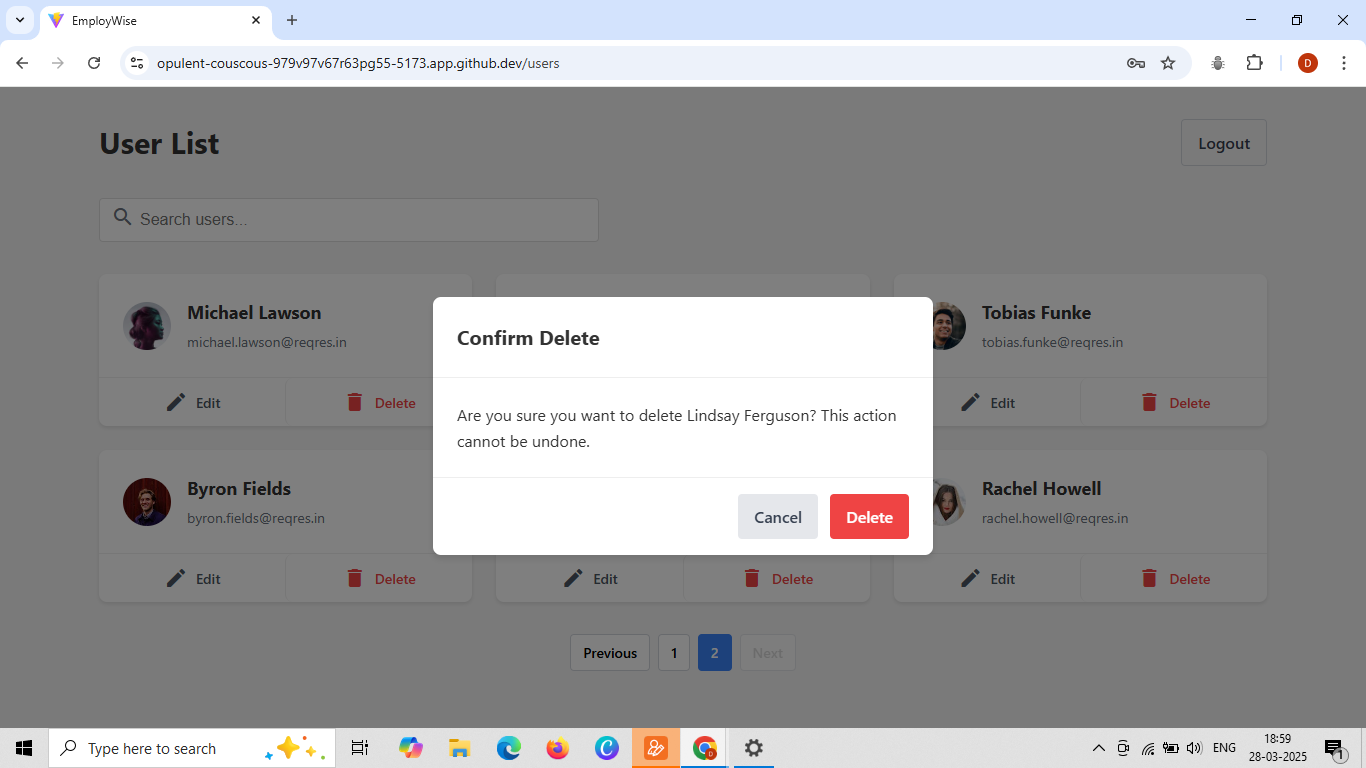 EmployWise
opulent-couscous-979v97v67r63pg55-5173.app.github.dev/users
D
User List
Logout
Search users...
Michael Lawson
michael.lawson@reqres.in
Edit
Delete
Tobias Funke
tobias.funke@reqres.in
Edit
Delete
Confirm Delete
Are you sure you want to delete Lindsay Ferguson? This action
cannot be undone.
Cancel
Delete
Byron Fields
byron.fields@reqres.in
Edit
Delete
Edit
Delete
Rachel Howell
rachel.howell@reqres.in
Edit
Delete
Previous
1
2
Next
Type here to search
D
ENG
18:59
28-03-2025
1